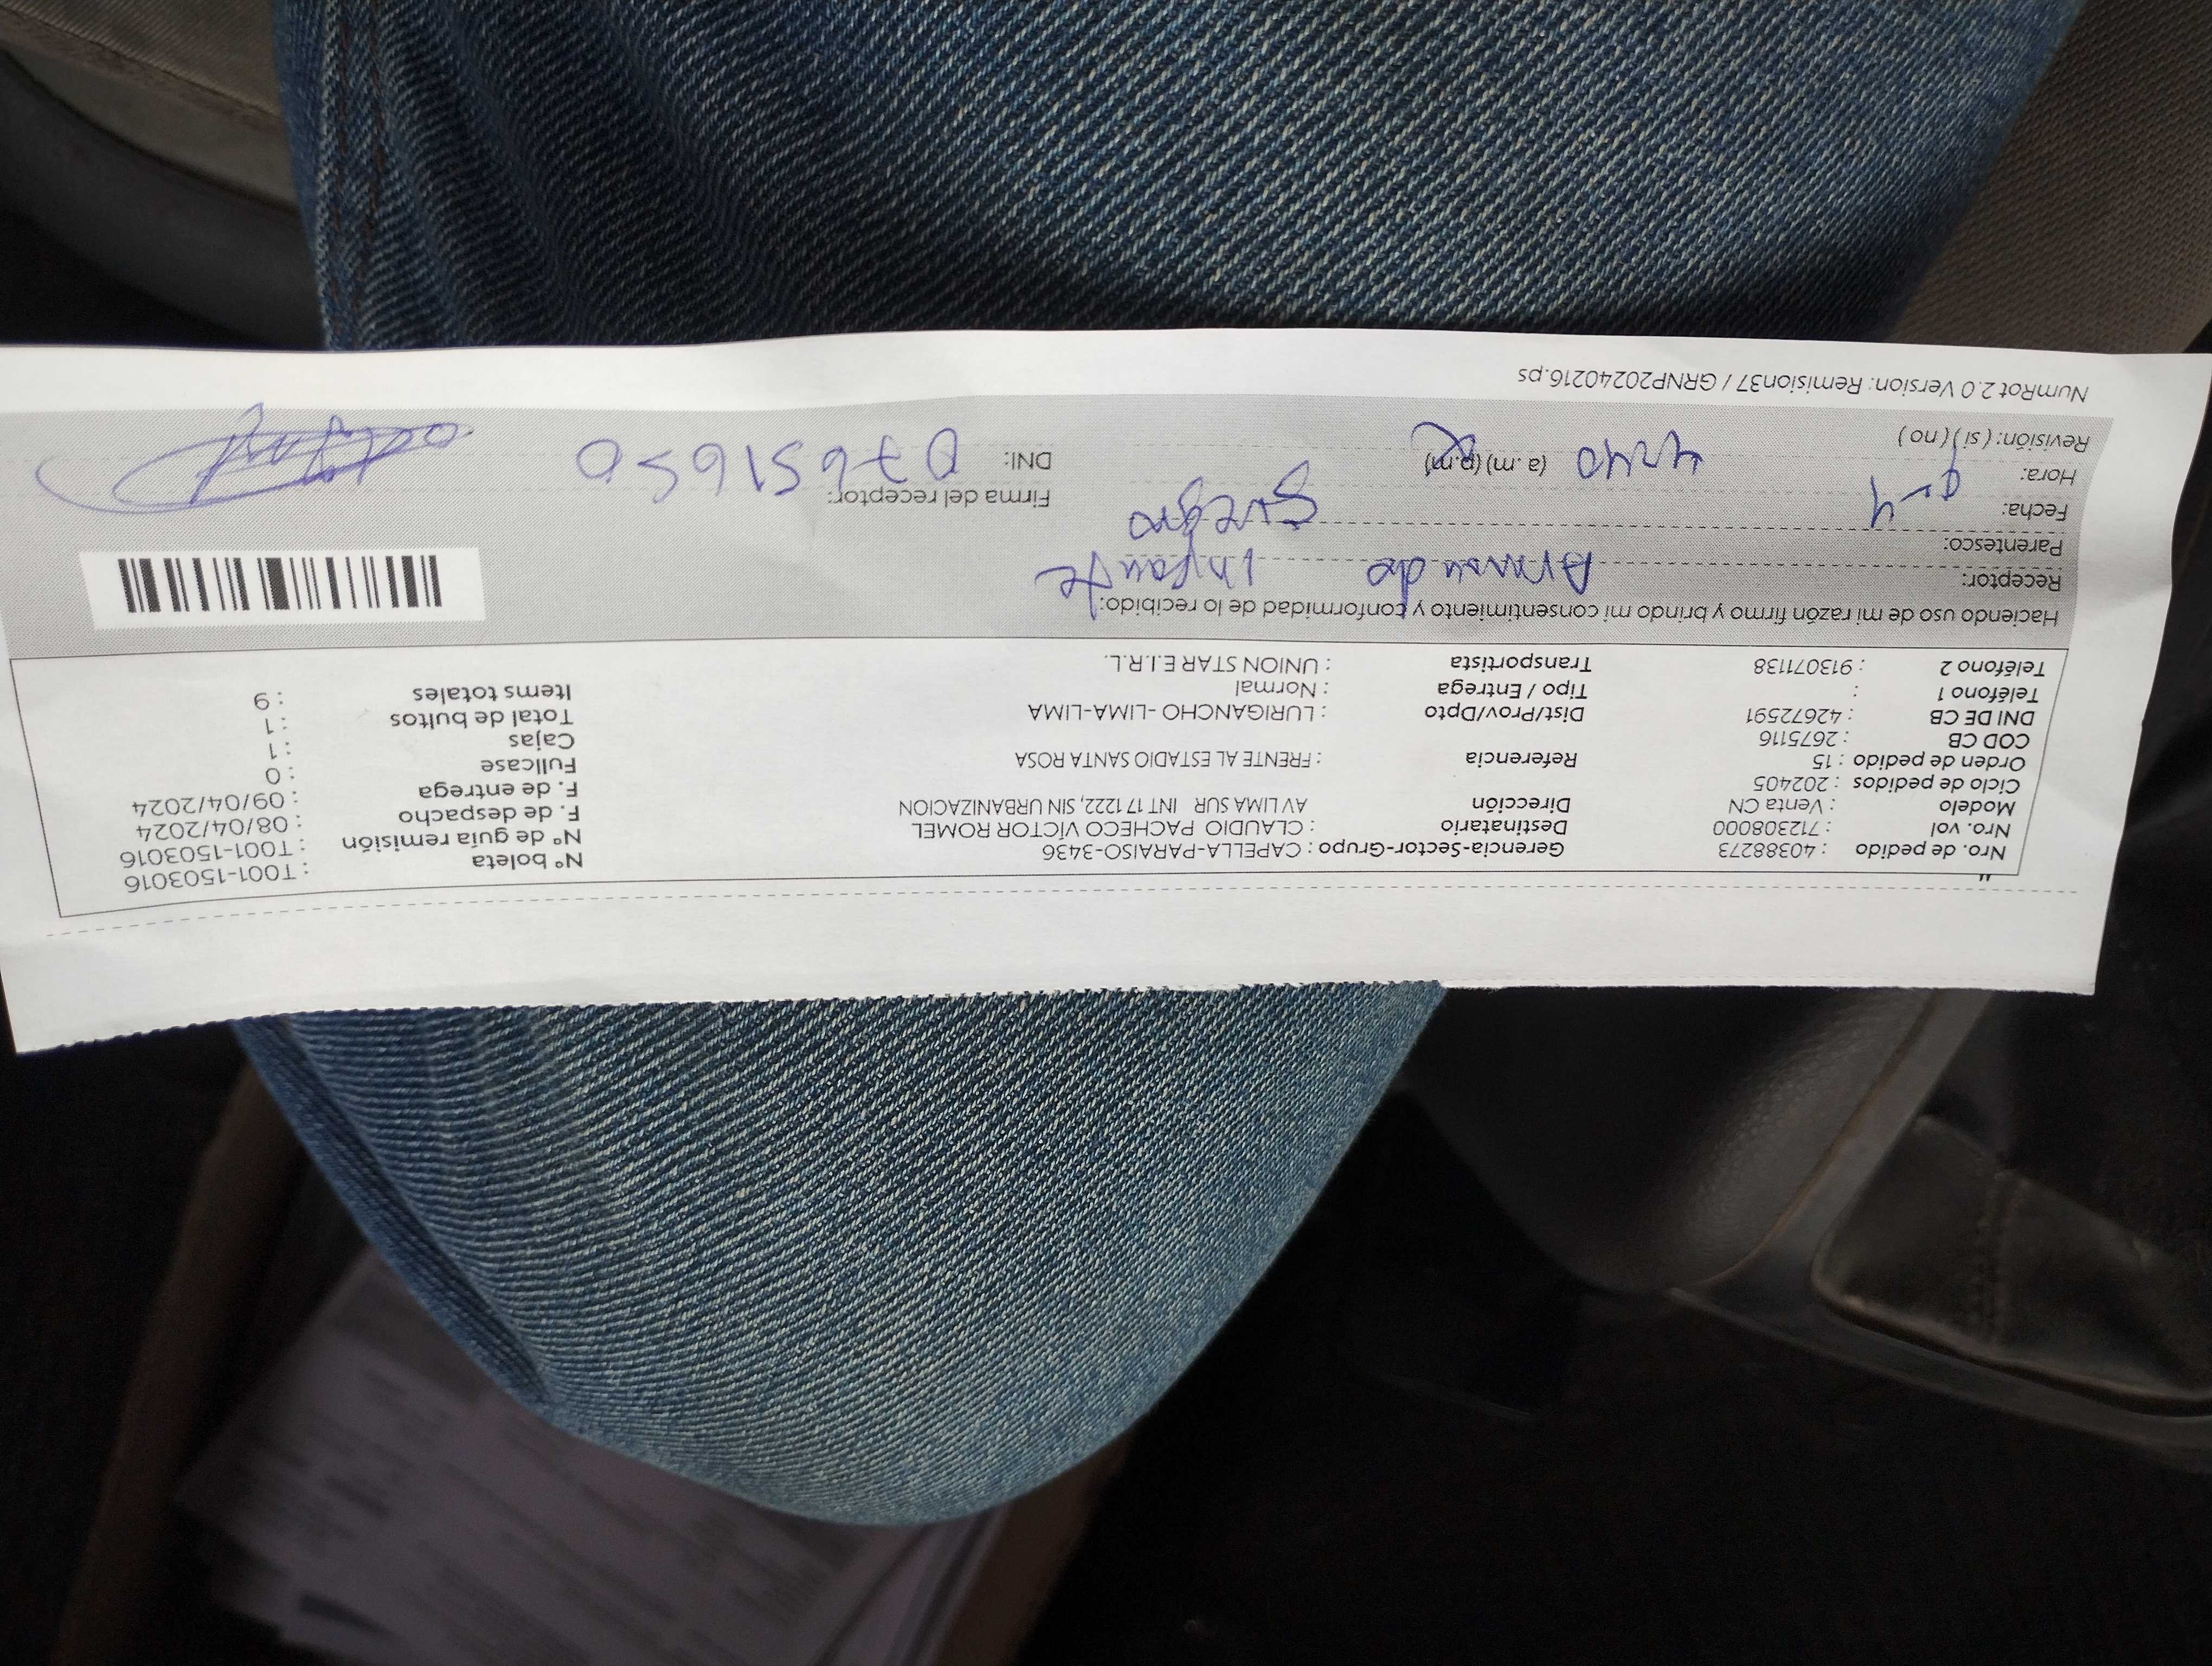 Nro. de pedido : 40388273 Gerencia-Sector-Grupo : CAPELLA-PARAISO-3436 N° boleta : T001-1503016
Nro. vol : 712308000 Destinatario : CLAUDIO PACHECO VÍCTOR ROMEL N° de guia remisión : T001-1503016
Modelo : Venta CN Dirección AV LIMA SUR INT 17 1222, SIN URBANIZACION F. de despacho : 08/04/2024
Ciclo de pedidos : 202405 F. de entrega : 09/04/2024
Orden de pedido : 15 Referencia : FRENTE AL ESTADIO SANTA ROSA Fullcase : 0
COD CB : 2675116 Cajas : 1
DNI DE CB : 42672591 Dist/Prov/Dpto : LURIGANCHO -LIMA-LIMA Total de bultos : 1
Teléfono 1 : Tipo / Entrega : Normal Items totales : 9
Teléfono 2 : 913071138 Transportista : UNION STAR E.I.R.L.
Haciendo uso de mi razón firmo y brindo mi consentimiento y conformidad de lo recibido:
Receptor: Armando Infante
Parentesco: Suegro
Fecha: 9-4 Firma del receptor:
Hora: 4:40 (a.m) (p.m) DNI: 07651650
Revisión: ( si ) ( no )
NumRot 2.0 Version: Remision37 / GRNP20240216.ps